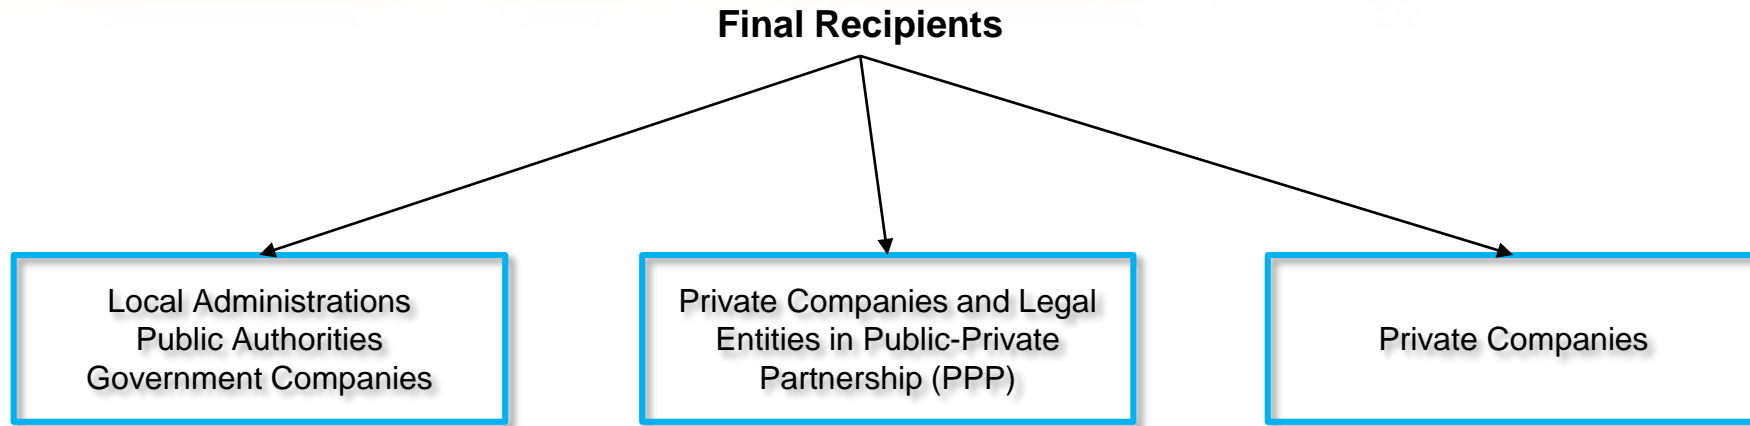 Final Recipients
Local Administrations
Public Authorities
Government Companies
Private Companies and Legal
Entities in Public-Private
Partnership (PPP)
Private Companies